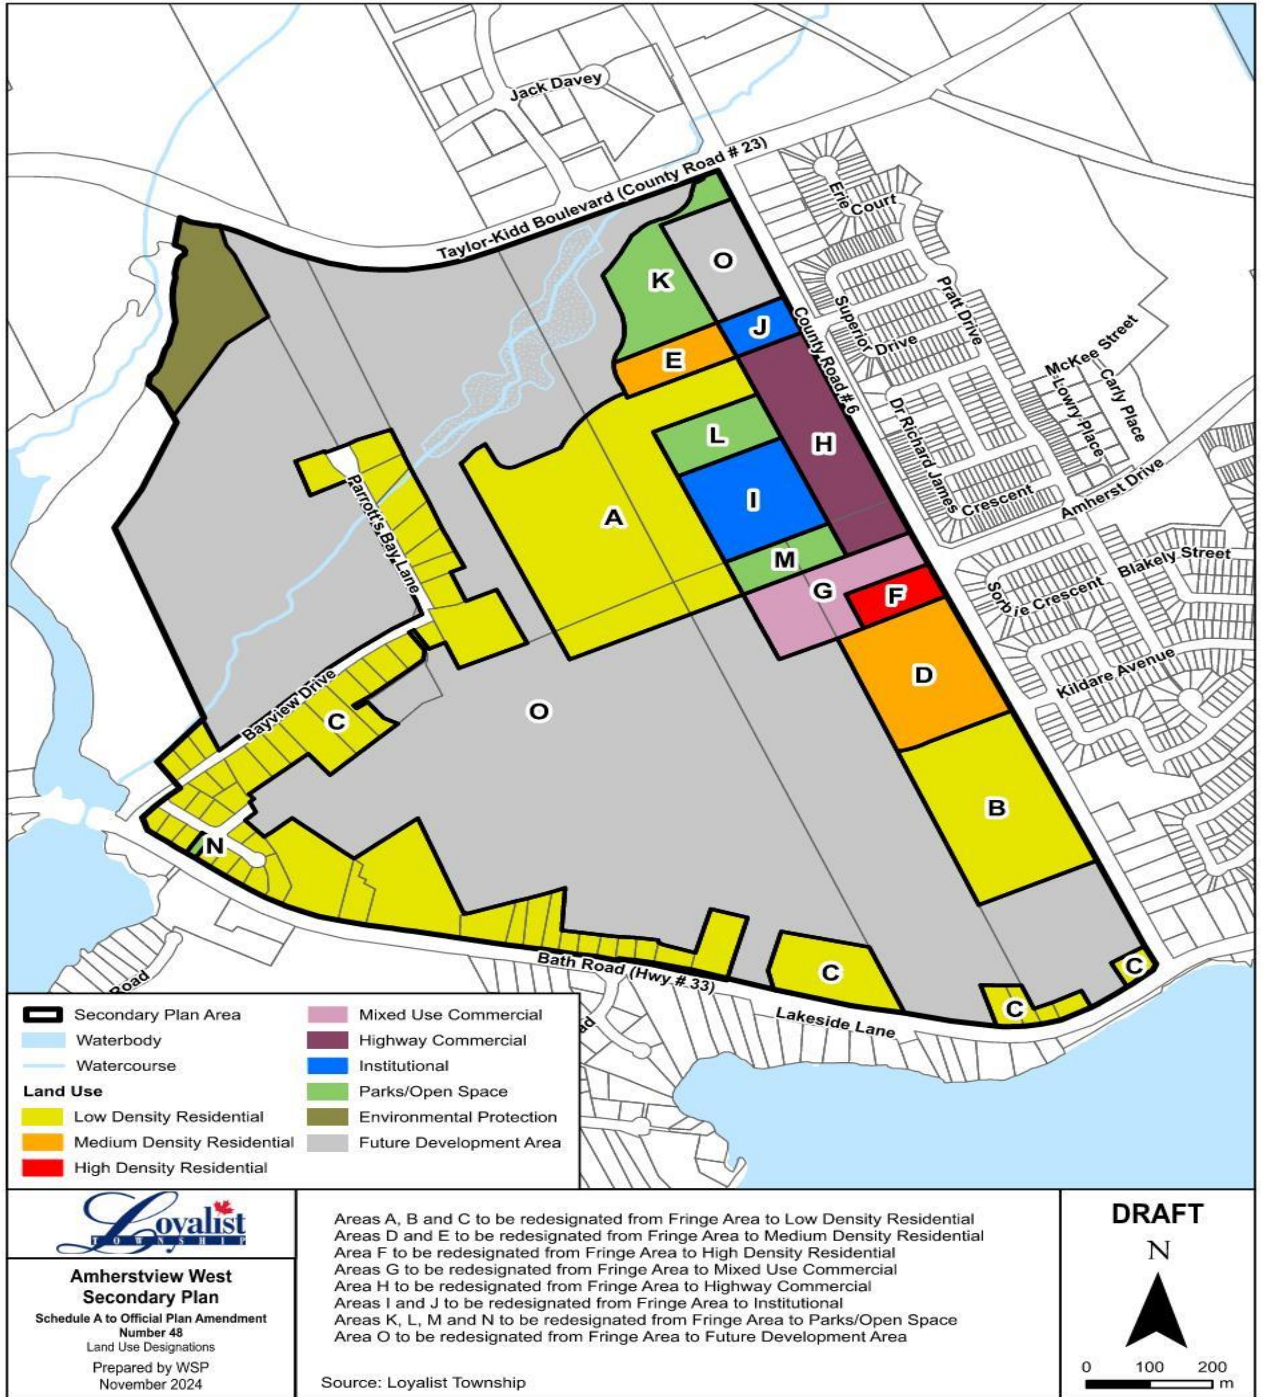 Jack Davey
Taylor-Kidd Boulevard (County Road # 23)
Erie Court
K
O
Pratt Drive
J
Superior Drive
County Road # 6
McKee Street
E
Lowry Place
Carly Place
L
H
Dr Richard James
Crescent
Parrott's Bay Lane
A
I
Amherst Drive
M
Blakely Street
G
F
Sorbie Crescent
Kildare Avenue
D
Bayview Drive
C
O
B
N
Bath Road (Hwy # 33)
C
C
C
Lakeside Lane
Road
Secondary Plan Area
Waterbody
Watercourse
Land Use
Low Density Residential
Medium Density Residential
High Density Residential
Mixed Use Commercial
Highway Commercial
Institutional
Parks/Open Space
Environmental Protection
Future Development Area
Loyalist
TOWNSHIP
Amherstview West
Secondary Plan
Schedule A to Official Plan Amendment
Number 48
Land Use Designations
Prepared by WSP
November 2024
Areas A, B and C to be redesignated from Fringe Area to Low Density Residential
Areas D and E to be redesignated from Fringe Area to Medium Density Residential
Area F to be redesignated from Fringe Area to High Density Residential
Areas G to be redesignated from Fringe Area to Mixed Use Commercial
Area H to be redesignated from Fringe Area to Highway Commercial
Areas I and J to be redesignated from Fringe Area to Institutional
Areas K, L, M and N to be redesignated from Fringe Area to Parks/Open Space
Area O to be redesignated from Fringe Area to Future Development Area
Source: Loyalist Township
DRAFT
N
0 100 200
m